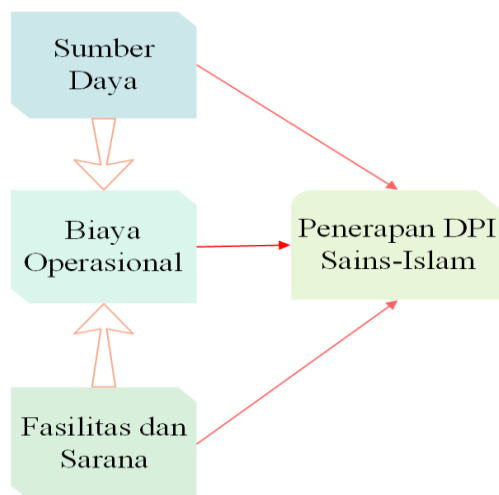 Sumber
Daya
Biaya
Operasional
Penerapan DPI
Sains-Islam
Fasilitas dan
Sarana